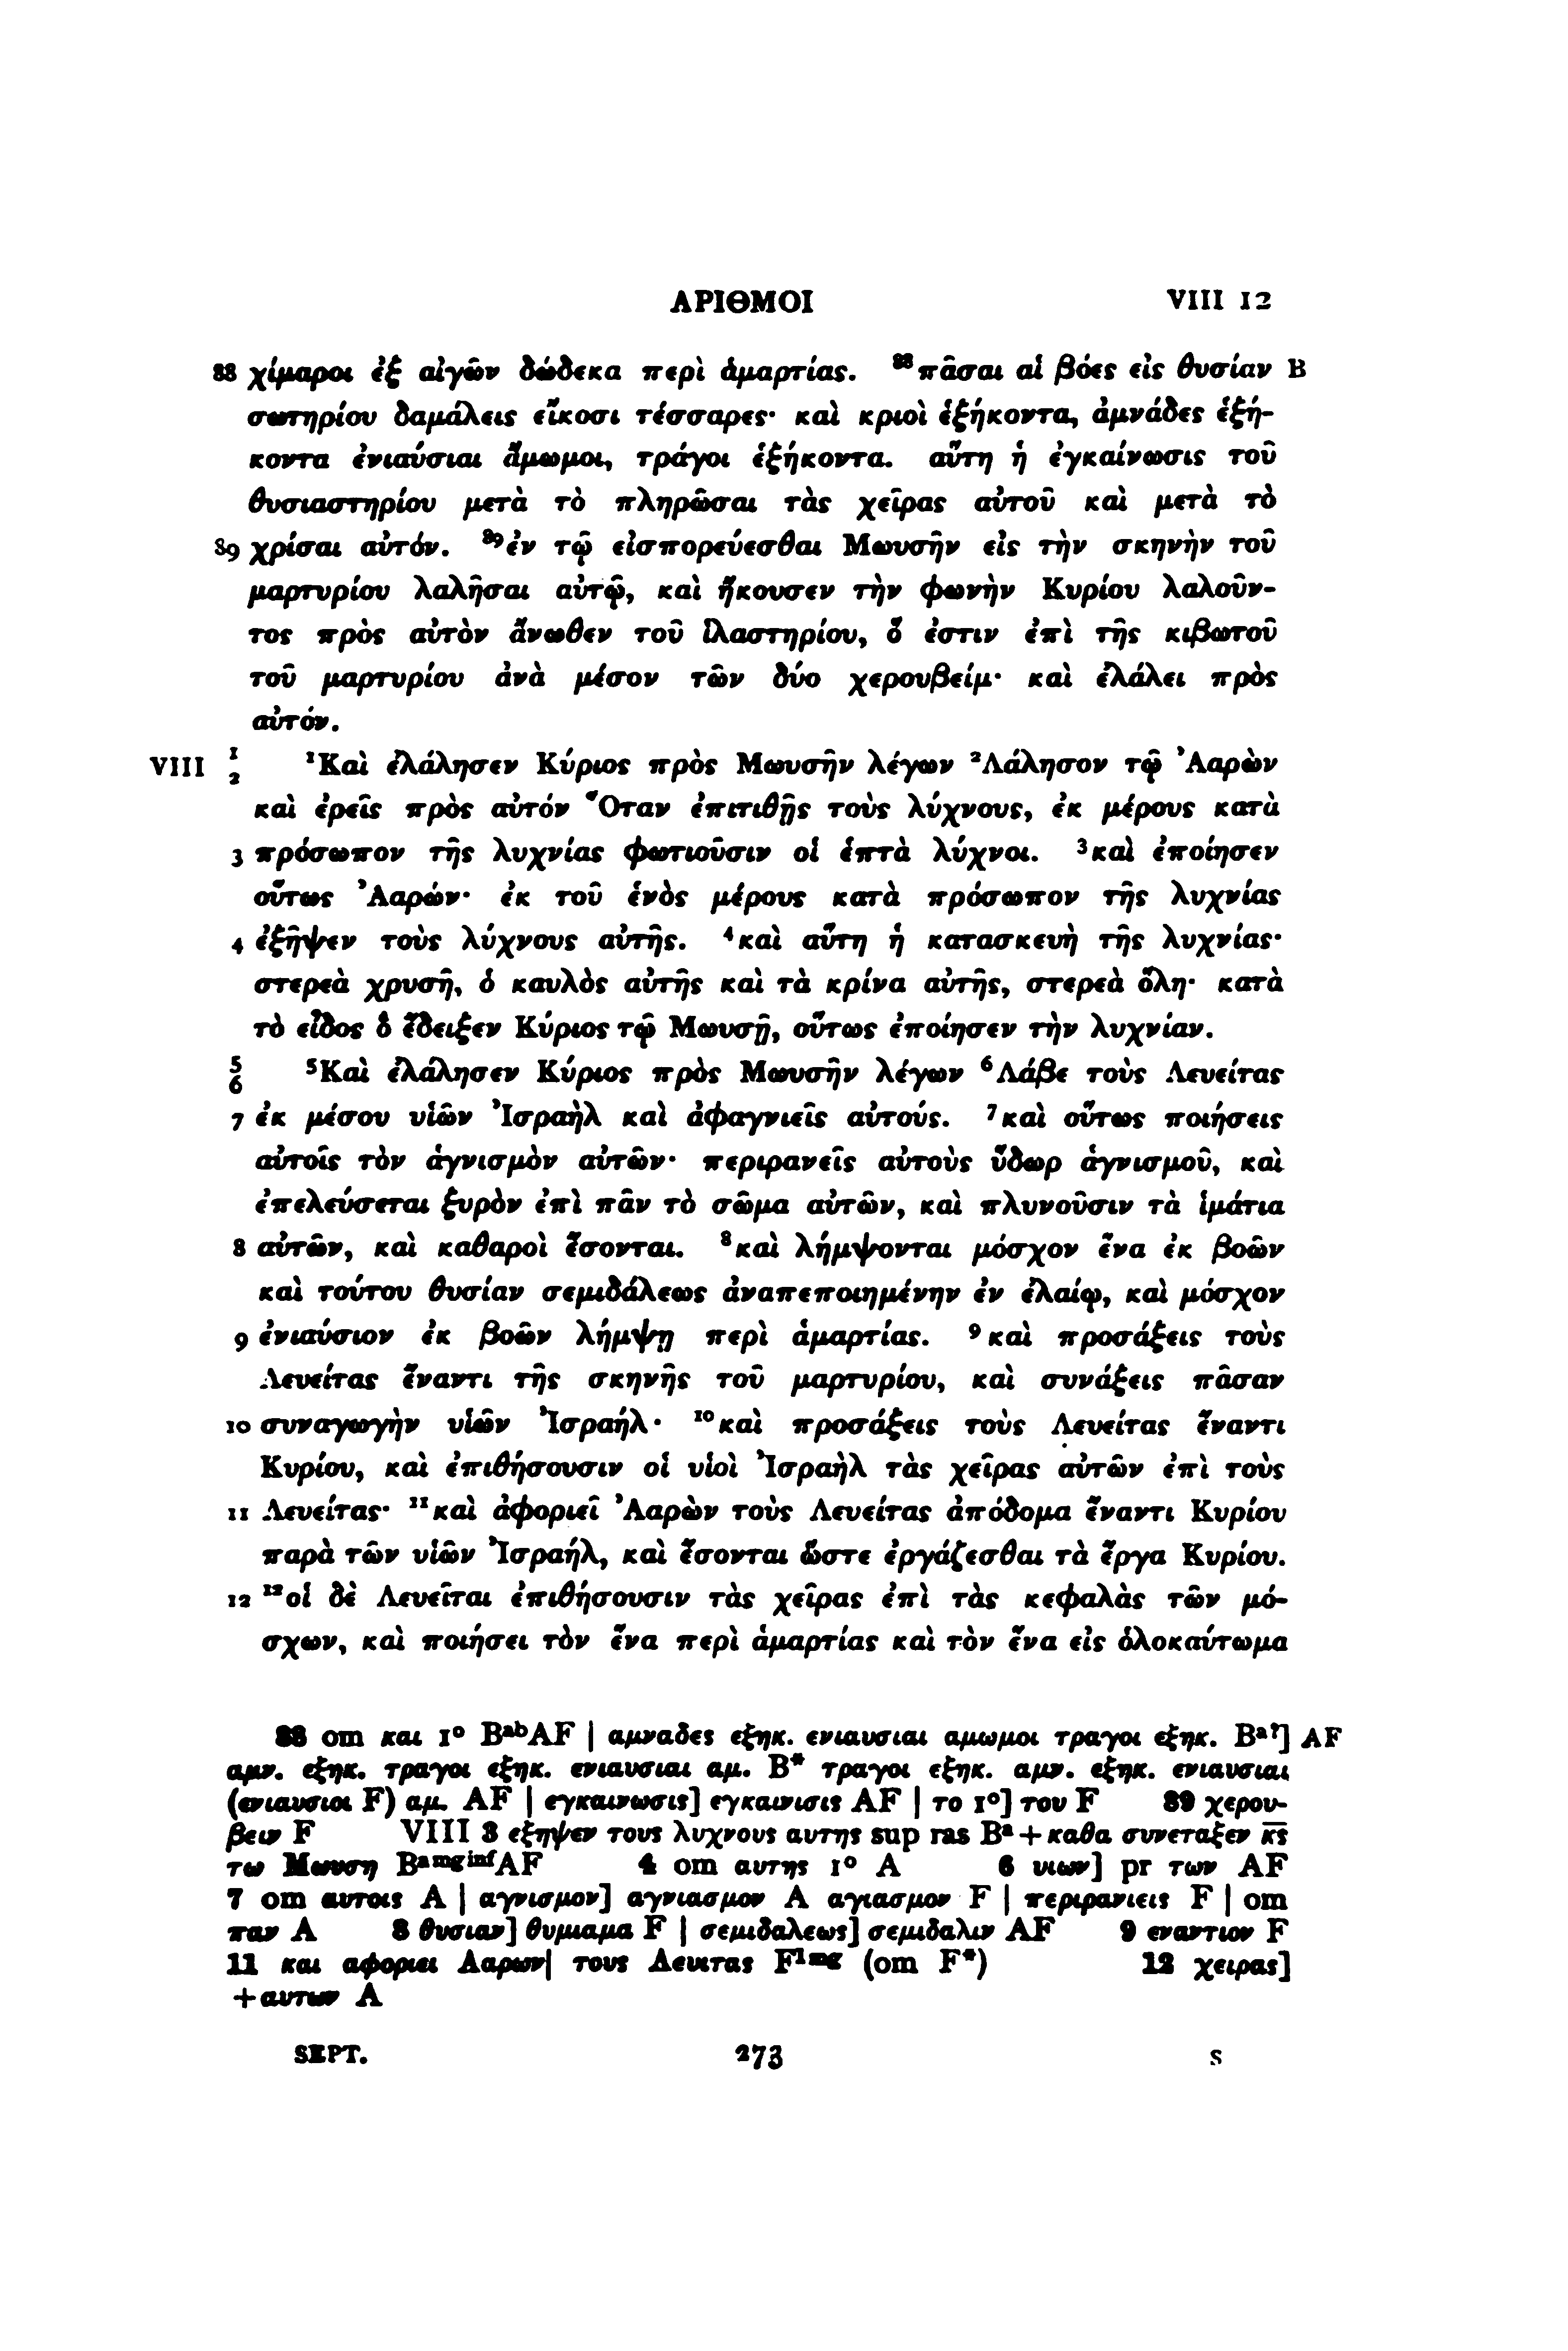 ΑΡΙΘΜΟΙ VIII 12
88 χίμαροι ἐξ αἰγῶν δώδεκα περὶ ἁμαρτίας. ⁸⁸πᾶσαι αἱ βόες εἰς θυσίαν B
σωτηρίου δαμάλεις εἴκοσι τέσσαρες· καὶ κριοὶ ἑξήκοντα, ἀμνάδες ἑξή-
κοντα ἐνιαύσιαι ἄμωμοι, τράγοι ἑξήκοντα. αὕτη ἡ ἐγκαίνωσις τοῦ
θυσιαστηρίου μετὰ τὸ πληρῶσαι τὰς χεῖρας αὐτοῦ καὶ μετὰ τὸ
89 χρίσαι αὐτόν. ⁸⁹ἐν τῷ εἰσπορεύεσθαι Μωυσῆν εἰς τὴν σκηνὴν τοῦ
μαρτυρίου λαλῆσαι αὐτῷ, καὶ ἤκουσεν τὴν φωνὴν Κυρίου λαλοῦν-
τος πρὸς αὐτὸν ἄνωθεν τοῦ ἱλαστηρίου, ὅ ἐστιν ἐπὶ τῆς κιβωτοῦ
τοῦ μαρτυρίου ἀνὰ μέσον τῶν δύο χερουβείμ· καὶ ἐλάλει πρὸς
αὐτόν.
VIII 1 2 ¹Καὶ ἐλάλησεν Κύριος πρὸς Μωυσῆν λέγων ²Λάλησον τῷ Ἀαρὼν
καὶ ἐρεῖς πρὸς αὐτόν Ὅταν ἐπιτιθῇς τοὺς λύχνους, ἐκ μέρους κατὰ
3 πρόσωπον τῆς λυχνίας φωτιοῦσιν οἱ ἑπτὰ λύχνοι. ³καὶ ἐποίησεν
οὕτως Ἀαρών· ἐκ τοῦ ἑνὸς μέρους κατὰ πρόσωπον τῆς λυχνίας
4 ἐξῆψεν τοὺς λύχνους αὐτῆς. ⁴καὶ αὕτη ἡ κατασκευὴ τῆς λυχνίας·
στερεὰ χρυσῆ, ὁ καυλὸς αὐτῆς καὶ τὰ κρίνα αὐτῆς, στερεὰ ὅλη· κατὰ
τὸ εἶδος ὃ ἔδειξεν Κύριος τῷ Μωυσῇ, οὕτως ἐποίησεν τὴν λυχνίαν.
5 6 ⁵Καὶ ἐλάλησεν Κύριος πρὸς Μωυσῆν λέγων ⁶Λάβε τοὺς Λευείτας
7 ἐκ μέσου υἱῶν Ἰσραὴλ καὶ ἀφαγνιεῖς αὐτούς. ⁷καὶ οὕτως ποιήσεις
αὐτοῖς τὸν ἁγνισμὸν αὐτῶν· περιρανεῖς αὐτοὺς ὕδωρ ἁγνισμοῦ, καὶ
ἐπελεύσεται ξυρὸν ἐπὶ πᾶν τὸ σῶμα αὐτῶν, καὶ πλυνοῦσιν τὰ ἱμάτια
8 αὐτῶν, καὶ καθαροὶ ἔσονται. ⁸καὶ λήμψονται μόσχον ἕνα ἐκ βοῶν
καὶ τούτου θυσίαν σεμιδάλεως ἀναπεποιημένην ἐν ἐλαίῳ, καὶ μόσχον
9 ἐνιαύσιον ἐκ βοῶν λήμψῃ περὶ ἁμαρτίας. ⁹καὶ προσάξεις τοὺς
Λευείτας ἔναντι τῆς σκηνῆς τοῦ μαρτυρίου, καὶ συνάξεις πᾶσαν
10 συναγωγὴν υἱῶν Ἰσραήλ· ¹⁰καὶ προσάξεις τοὺς Λευείτας ἔναντι
Κυρίου, καὶ ἐπιθήσουσιν οἱ υἱοὶ Ἰσραὴλ τὰς χεῖρας αὐτῶν ἐπὶ τοὺς
11 Λευείτας· ¹¹καὶ ἀφοριεῖ Ἀαρὼν τοὺς Λευείτας ἀπόδομα ἔναντι Κυρίου
παρὰ τῶν υἱῶν Ἰσραήλ, καὶ ἔσονται ὥστε ἐργάζεσθαι τὰ ἔργα Κυρίου.
12 ¹²οἱ δὲ Λευεῖται ἐπιθήσουσιν τὰς χεῖρας ἐπὶ τὰς κεφαλὰς τῶν μό-
σχων, καὶ ποιήσει τὸν ἕνα περὶ ἁμαρτίας καὶ τὸν ἕνα εἰς ὁλοκαύτωμα
88 om και 1° BᵃᵇAF | αμναδες εξηκ. ενιαυσιαι αμωμοι τραγοι εξηκ. Bᵃ?] AF
αμν. εξηκ. τραγοι εξηκ. ενιαυσιαι αμ. B* τραγοι εξηκ. αμν. εξηκ. ενιαυσιαι
(ενιαυσιοι F) αμ. AF | εγκαινωσις] εγκαινισις AF | το 1°] του F 89 χερου-
βειν F VIII 3 εξηψεν τους λυχνους αυτης sup ras Bᵃ + καθα συνεταξεν κ̅ς̅
τω Μωυση Bᵃ ᵐᵍ ⁱⁿᶠAF 4 om αυτης 1° A 6 υιων] pr των AF
7 om αυτοις A | αγνισμον] αγνιασμον A αγιασμον F | περιρανιεις F | om
παν A 8 θυσιαν] θυμιαμα F | σεμιδαλεως] σεμιδαλιν AF 9 εναντιον F
11 και αφοριει Ααρων| τους Λευιτας F¹ ᵐᵍ (om F*) 12 χειρας]
+ αυτων A
SEPT. 273 S